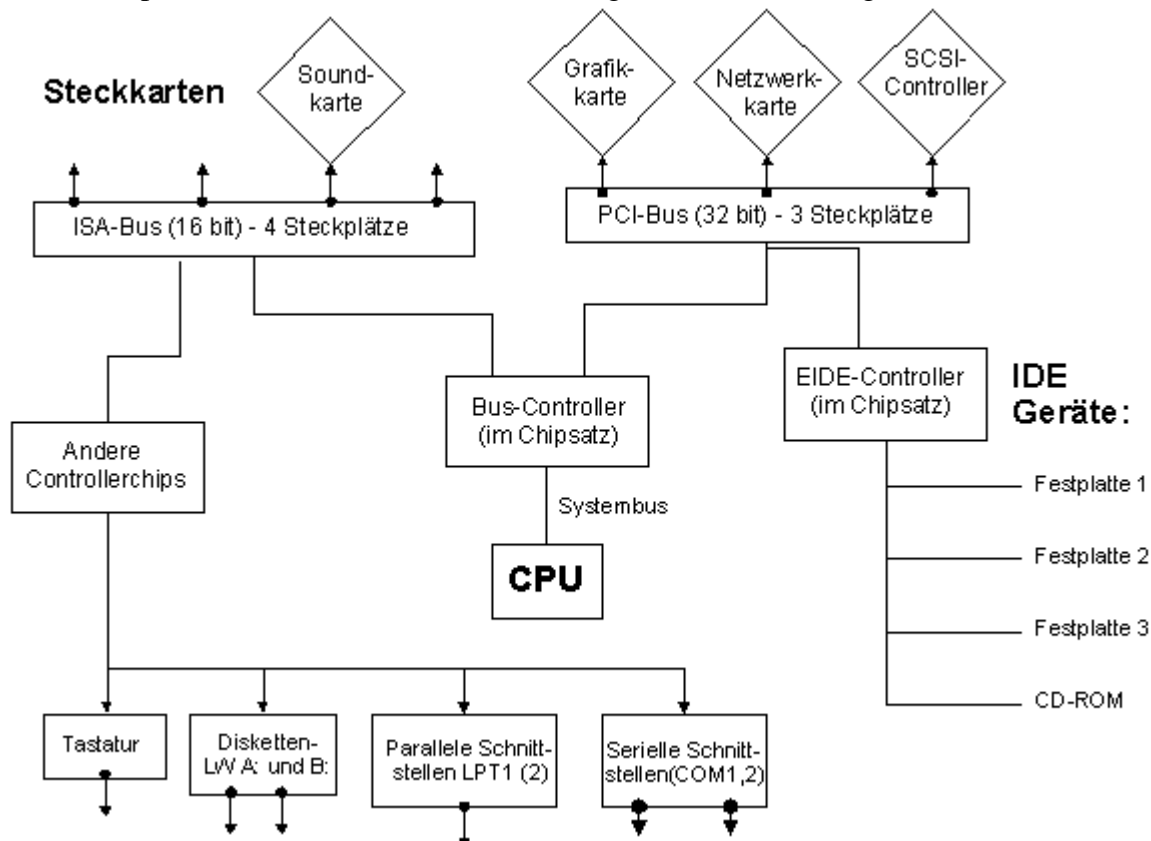 Steckkarten
Sound-
karte
Grafik-
karte
Netzwerk-
karte
SCSI-
Controller
ISA-Bus (16 bit) - 4 Steckplätze
PCI-Bus (32 bit) - 3 Steckplätze
Andere
Controllerchips
Bus-Controller
(im Chipsatz)
EIDE-Controller
(im Chipsatz)
IDE
Geräte:
Systembus
CPU
Festplatte 1
Festplatte 2
Festplatte 3
CD-ROM
Tastatur
Disketten-
LW A: und B:
Parallele Schnitt-
stellen LPT1 (2)
Serielle Schnitt-
stellen(COM1,2)